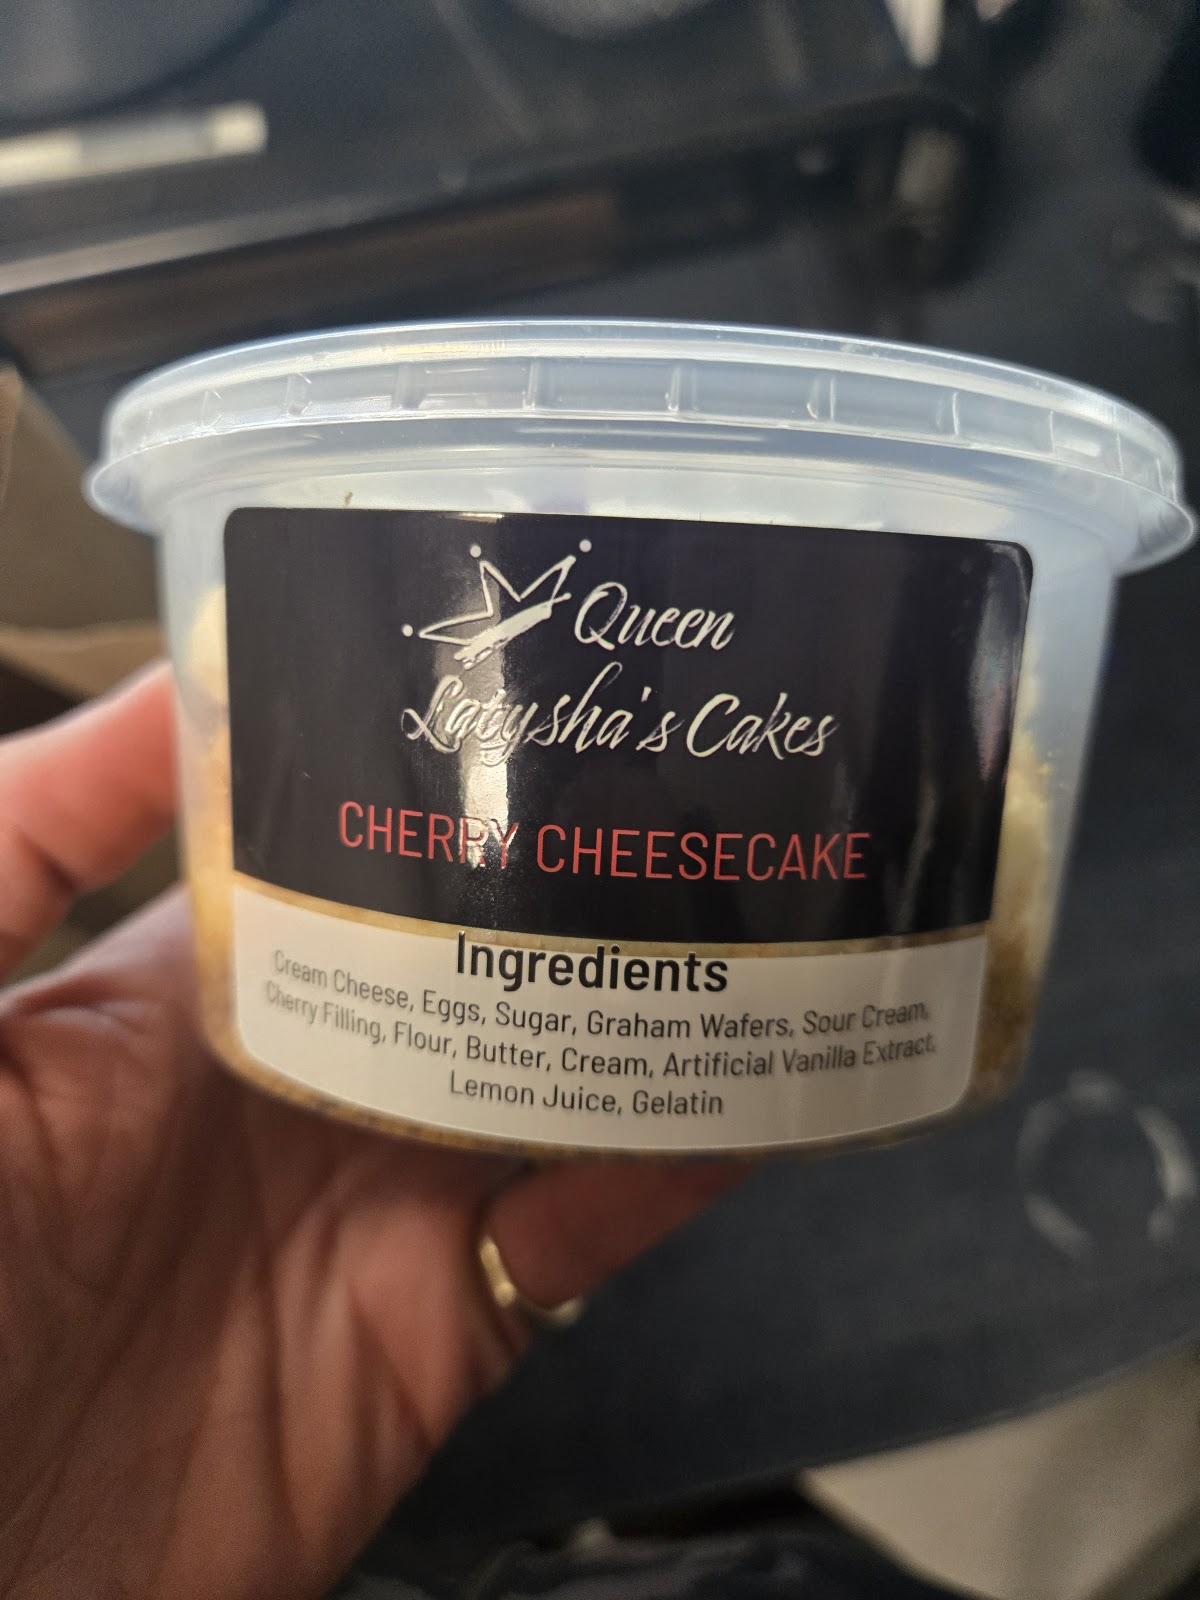 Queen
Latysha's Cakes
CHERRY CHEESECAKE
Ingredients
Cream Cheese, Eggs, Sugar, Graham Wafers, Sour Cream,
Cherry Filling, Flour, Butter, Cream, Artificial Vanilla Extract,
Lemon Juice, Gelatin